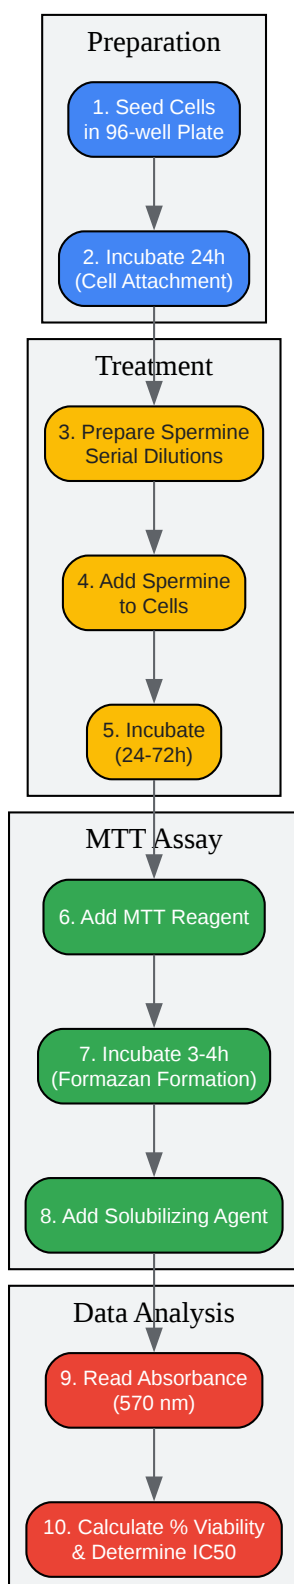 Preparation
1. Seed Cells
in 96-well Plate
2. Incubate 24h
(Cell Attachment)
Treatment
3. Prepare Spermine
Serial Dilutions
4. Add Spermine
to Cells
5. Incubate
(24-72h)
MTT Assay
6. Add MTT Reagent
7. Incubate 3-4h
(Formazan Formation)
8. Add Solubilizing Agent
Data Analysis
9. Read Absorbance
(570 nm)
10. Calculate % Viability
& Determine IC50